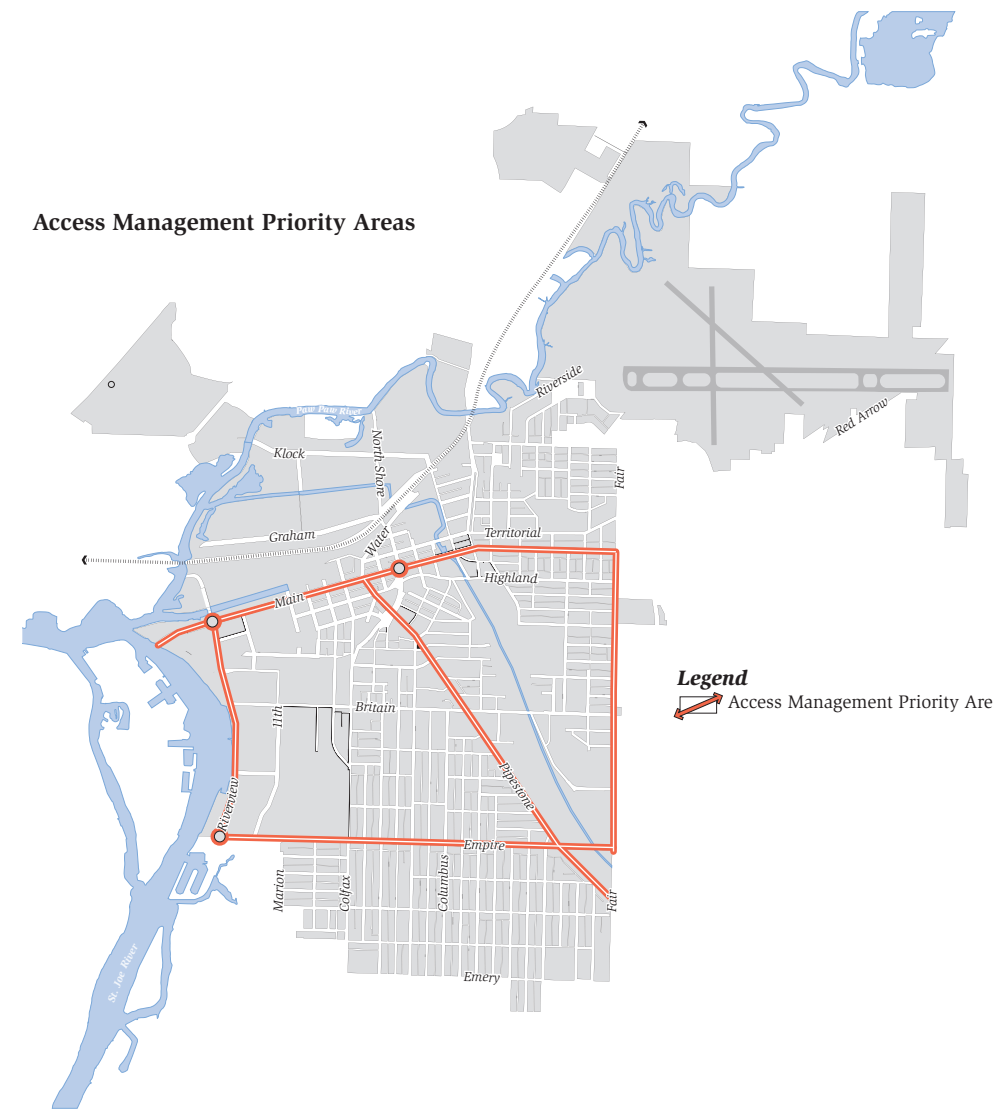 Access Management Priority Areas
Riverside
Red Arrow
Paw Paw River
Klock
North Shore
Fair
Graham
Water
Territorial
Highland
Main
Legend
Access Management Priority Are
11th
Britain
Riverview
Pipestone
Empire
Marion
Colfax
Columbus
Fair
St. Joe River
Emery